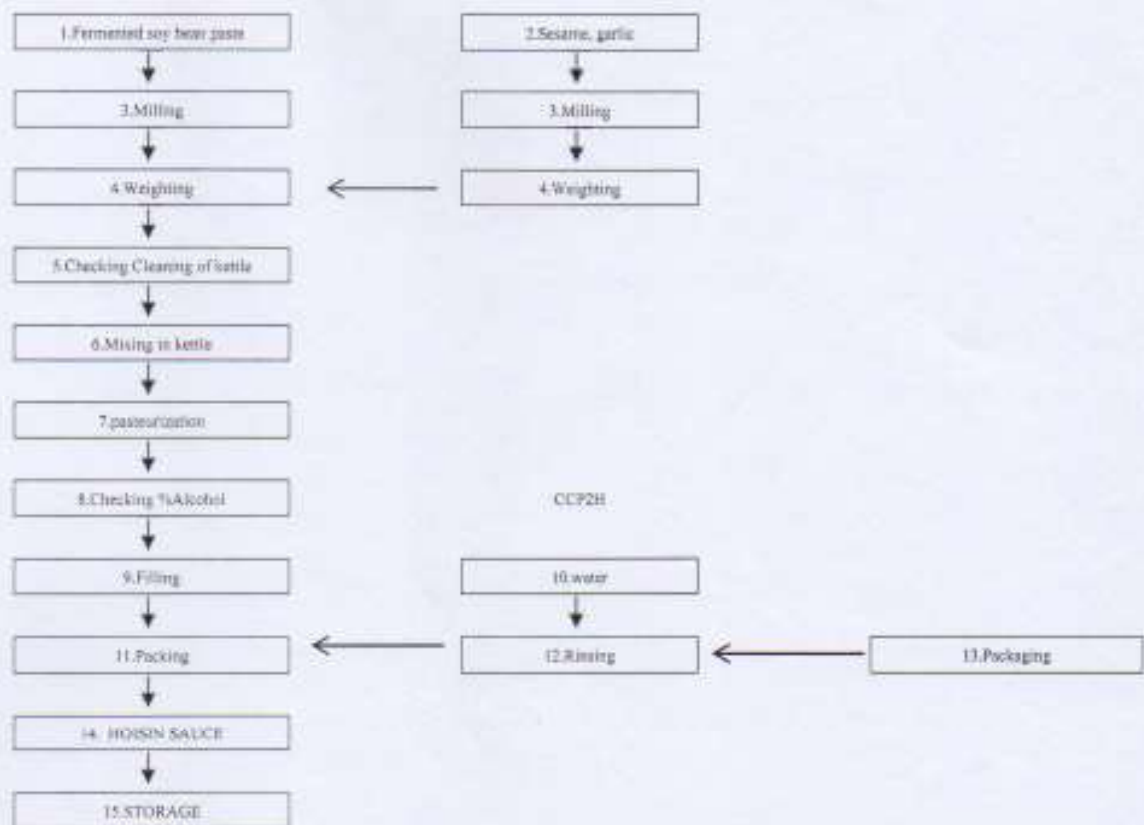 1.Fermented soy bean paste
2.Sesame, garlic
3.Milling
3.Milling
4.Weighting
4.Weighting
5.Checking Cleaning of kettle
6.Mixing in kettle
7.pasteurization
8.Checking %Alcohol
CCP2H
9.Filling
10.water
11.Packing
12.Rinsing
13.Packaging
14. HOISIN SAUCE
15.STORAGE